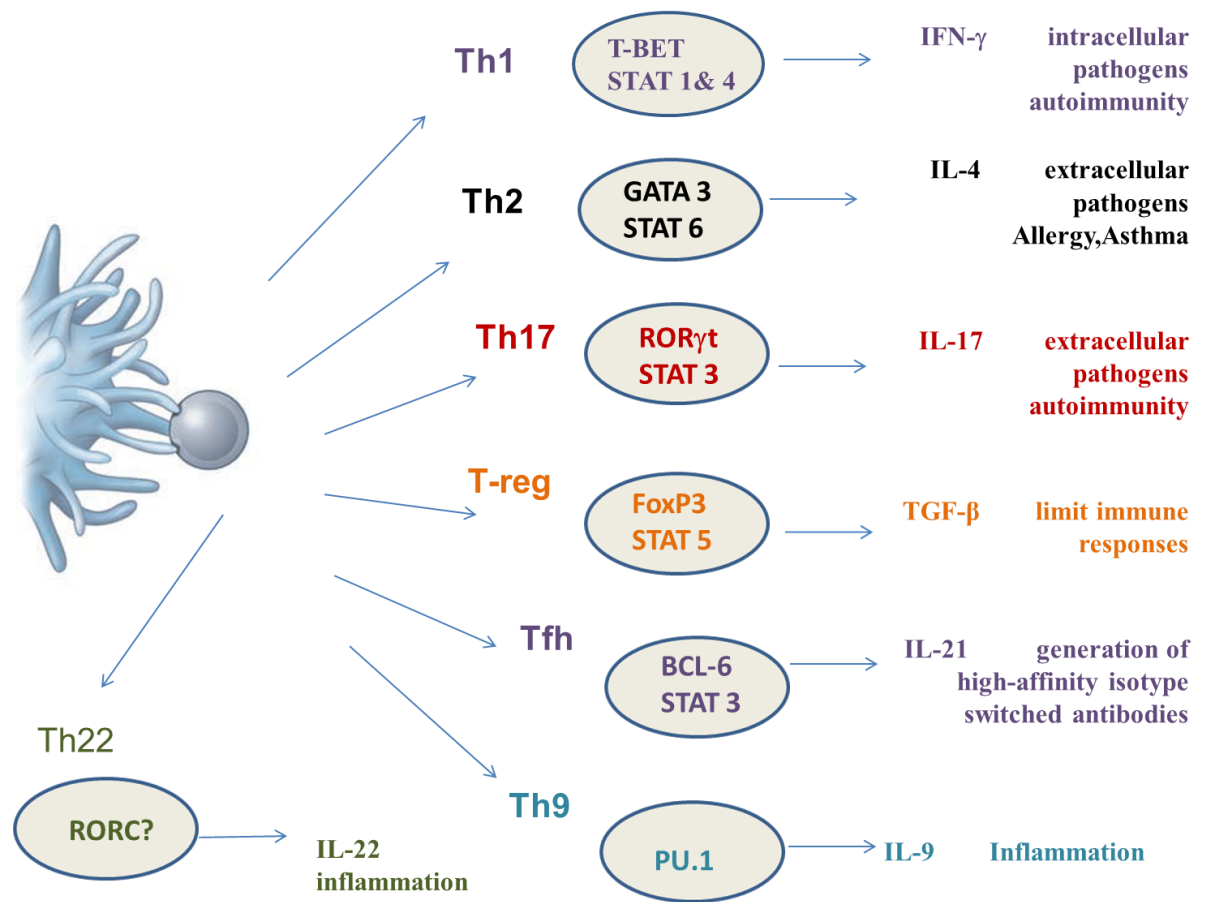 Th1
T-BET
STAT 1& 4
IFN-γ intracellular
pathogens
autoimmunity
Th2
GATA 3
STAT 6
IL-4 extracellular
pathogens
Allergy,Asthma
Th17
RORγt
STAT 3
IL-17 extracellular
pathogens
autoimmunity
T-reg
FoxP3
STAT 5
TGF-β limit immune
responses
Tfh
BCL-6
STAT 3
IL-21 generation of
high-affinity isotype
switched antibodies
Th22
RORC?
IL-22
inflammation
Th9
PU.1
IL-9 Inflammation